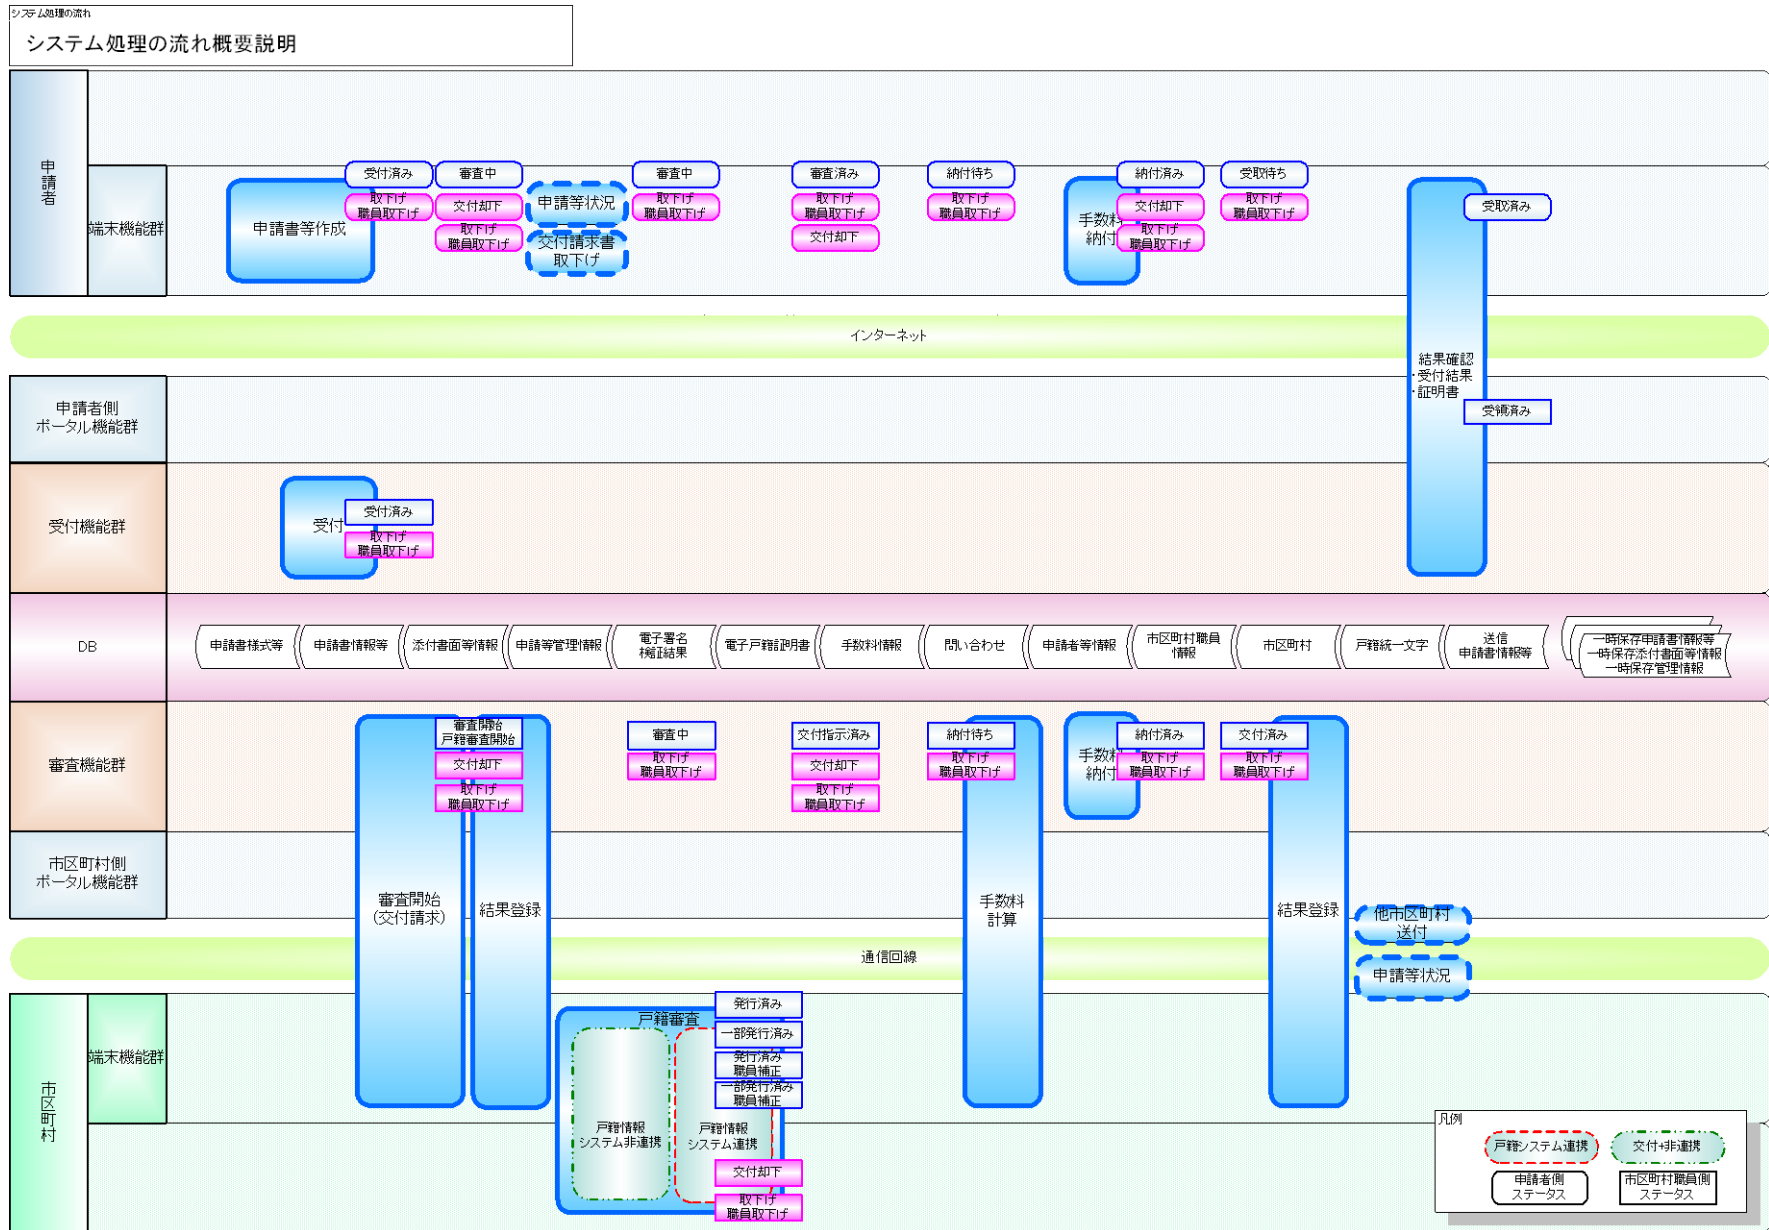 システム処理の流れ
システム処理の流れ概要説明
申請者
端末機能群
申請書等作成
受付済み
取下げ
職員取下げ
審査中
交付却下
取下げ
職員取下げ
申請等状況
交付請求書
取下げ
審査中
取下げ
職員取下げ
審査済み
取下げ
職員取下げ
交付却下
納付待ち
取下げ
職員取下げ
手数料
納付
納付済み
交付却下
取下げ
職員取下げ
受取待ち
取下げ
職員取下げ
受取済み
インターネット
結果確認
・受付結果
・証明書
受領済み
申請者側
ポータル機能群
受付機能群
受付
受付済み
取下げ
職員取下げ
DB
申請書様式等
申請書情報等
添付書面等情報
申請等管理情報
電子署名
検証結果
電子戸籍証明書
手数料情報
問い合わせ
申請者等情報
市区町村職員
情報
市区町村
戸籍統一文字
送信
申請書情報等
一時保存申請書情報等
一時保存添付書面等情報
一時保存管理情報
審査機能群
審査開始
戸籍審査開始
交付却下
取下げ
職員取下げ
審査中
取下げ
職員取下げ
交付指示済み
交付却下
取下げ
職員取下げ
納付待ち
取下げ
職員取下げ
手数料
納付
納付済み
取下げ
職員取下げ
交付済み
取下げ
職員取下げ
市区町村側
ポータル機能群
審査開始
(交付請求)
結果登録
手数料
計算
結果登録
他市区町村
送付
通信回線
申請等状況
市区町村
端末機能群
戸籍審査
発行済み
一部発行済み
発行済み
職員補正
一部発行済み
職員補正
戸籍情報
システム非連携
戸籍情報
システム連携
交付却下
取下げ
職員取下げ
凡例
戸籍システム連携
交付+非連携
申請者側
ステータス
市区町村職員側
ステータス